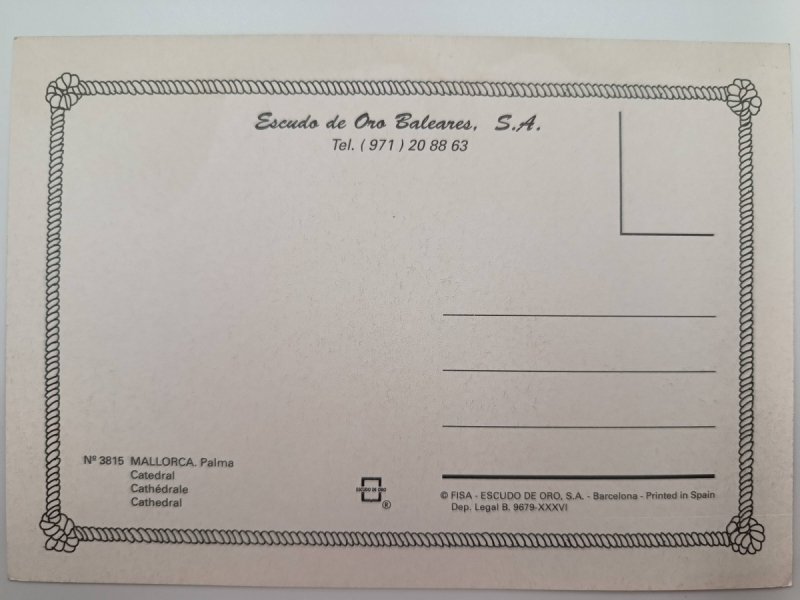 Escudo de Oro Baleares, S.A.
Tel. (971) 20 88 63
Nº 3815 MALLORCA. Palma
Catedral
Cathédrale
Cathedral
ESCUDO DE ORO
®
© FISA - ESCUDO DE ORO, S.A. - Barcelona - Printed in Spain
Dep. Legal B. 9679-XXXVI